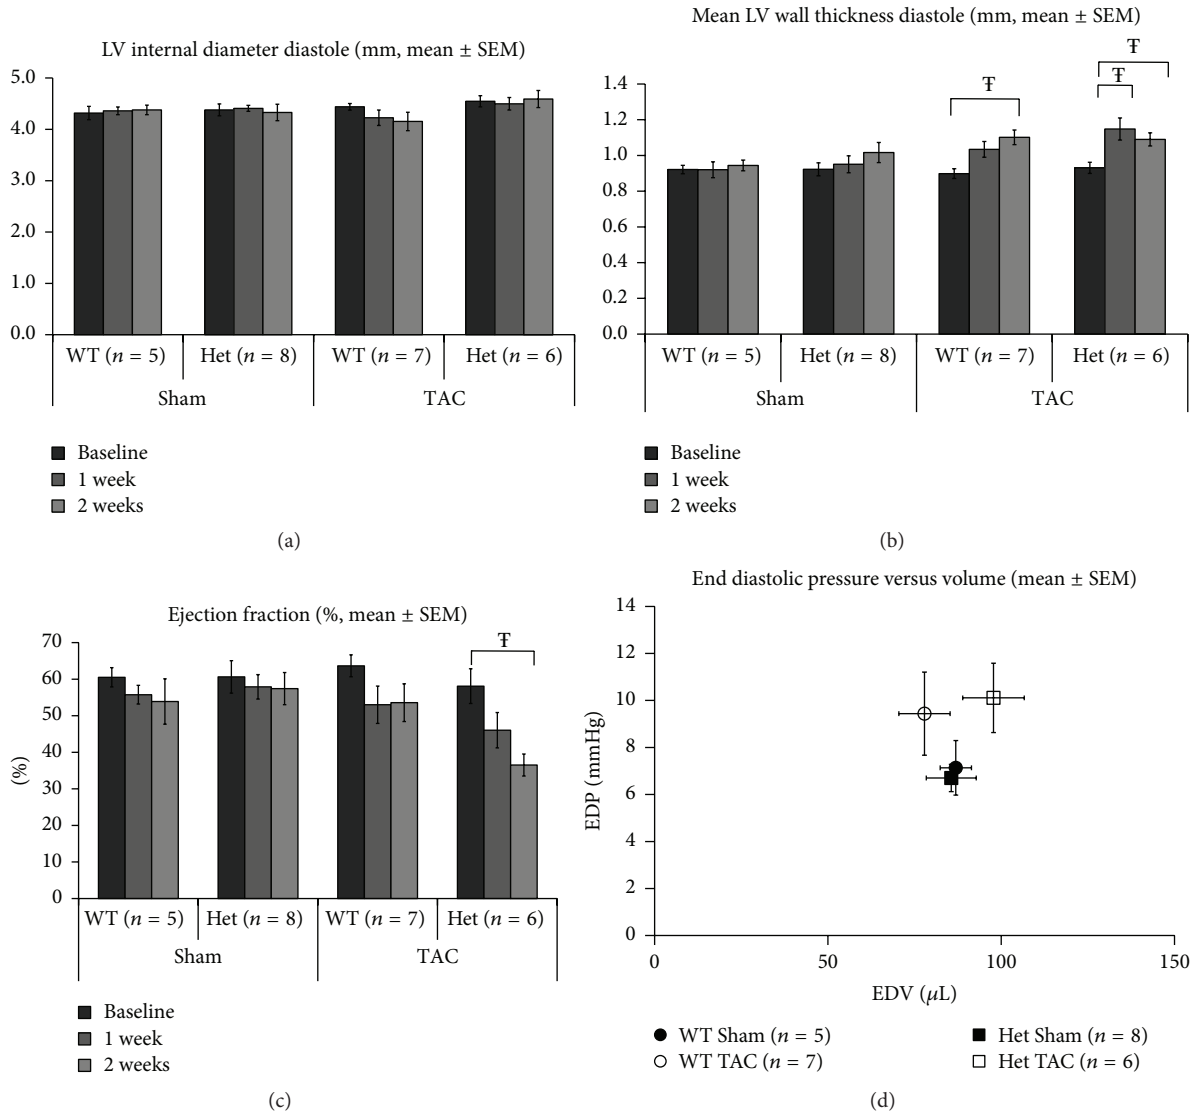 LV internal diameter diastole (mm, mean ± SEM)
5.0
4.0
3.0
2.0
1.0
0.0
WT (n = 5) Het (n = 8) WT (n = 7) Het (n = 6)
Sham TAC
Baseline
1 week
2 weeks
(a)
Mean LV wall thickness diastole (mm, mean ± SEM)
Ŧ
Ŧ
Ŧ
1.4
1.2
1.0
0.8
0.6
0.4
0.2
0.0
WT (n = 5) Het (n = 8) WT (n = 7) Het (n = 6)
Sham TAC
Baseline
1 week
2 weeks
(b)
Ejection fraction (%, mean ± SEM)
Ŧ
70
60
50
40
30
20
10
0
(%)
WT (n = 5) Het (n = 8) WT (n = 7) Het (n = 6)
Sham TAC
Baseline
1 week
2 weeks
(c)
End diastolic pressure versus volume (mean ± SEM)
14
12
10
8
6
4
2
0
EDP (mmHg)
0 50 100 150
EDV (μL)
WT Sham (n = 5) Het Sham (n = 8)
WT TAC (n = 7) Het TAC (n = 6)
(d)